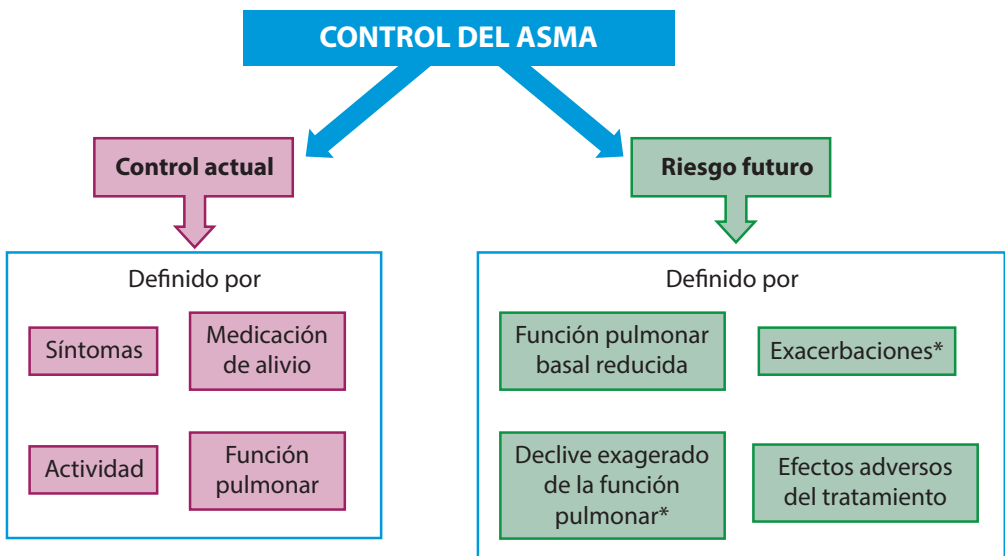 CONTROL DEL ASMA
Control actual
Riesgo futuro
Definido por
Síntomas
Medicación
de alivio
Actividad
Función
pulmonar
Definido por
Función pulmonar
basal reducida
Exacerbaciones*
Declive exagerado
de la función
pulmonar*
Efectos adversos
del tratamiento